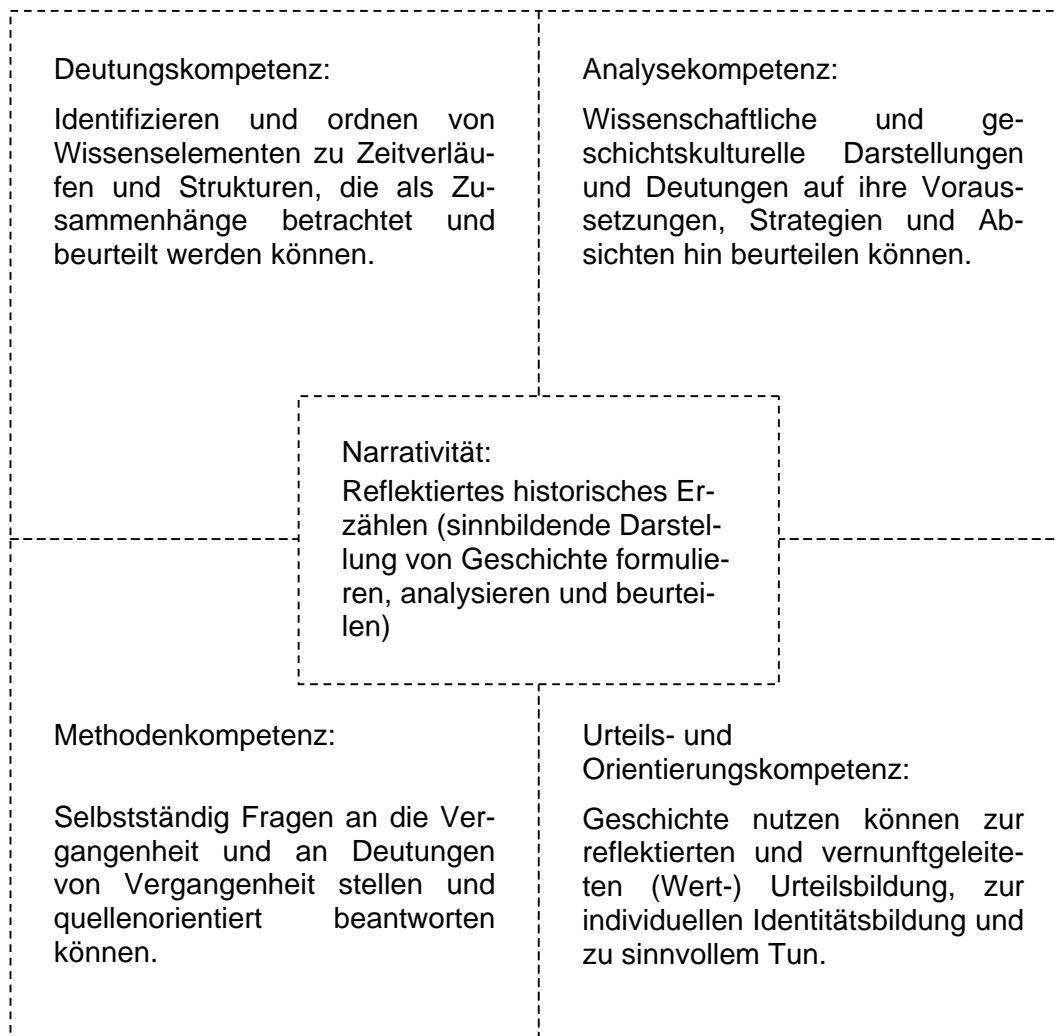 Deutungskompetenz:
Identifizieren und ordnen von
Wissenselementen zu Zeitverläu-
fen und Strukturen, die als Zu-
sammenhänge betrachtet und
beurteilt werden können.
Analysekompetenz:
Wissenschaftliche und ge-
schichtskulturelle Darstellungen
und Deutungen auf ihre Voraus-
setzungen, Strategien und Ab-
sichten hin beurteilen können.
Narrativität:
Reflektiertes historisches Er-
zählen (sinnbildende Darstel-
lung von Geschichte formulie-
ren, analysieren und beurtei-
len)
Methodenkompetenz:
Selbstständig Fragen an die Ver-
gangenheit und an Deutungen
von Vergangenheit stellen und
quellenorientiert beantworten
können.
Urteils- und
Orientierungskompetenz:
Geschichte nutzen können zur
reflektierten und vernunftgeleite-
ten (Wert-) Urteilsbildung, zur
individuellen Identitätsbildung und
zu sinnvollem Tun.